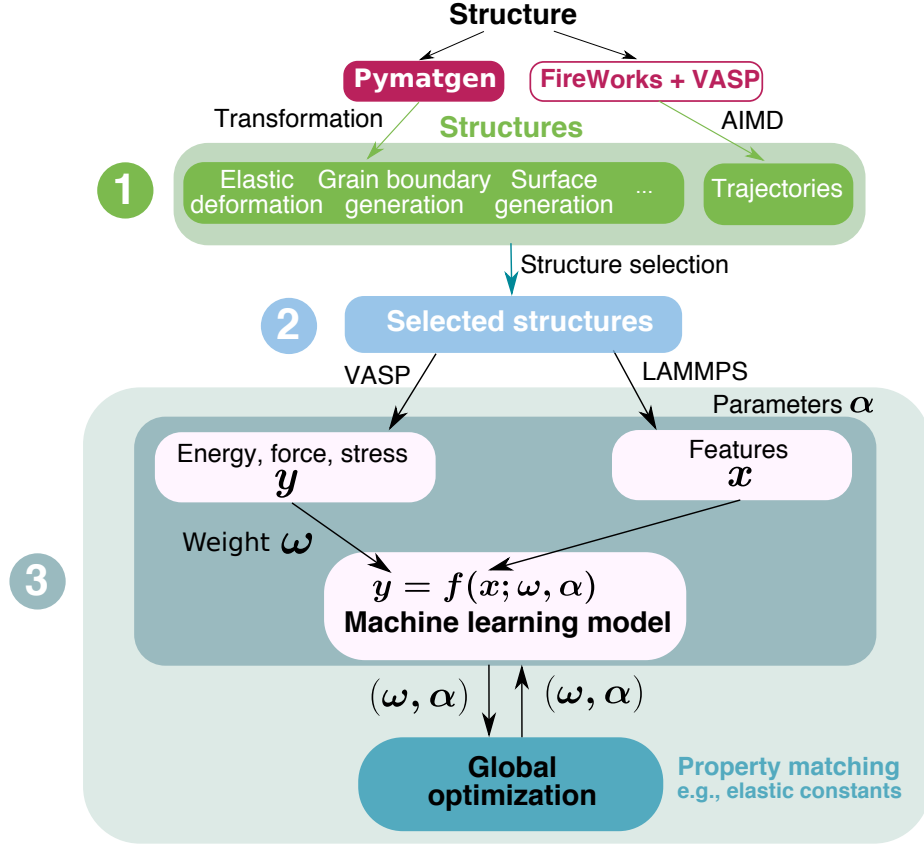 Structure
Pymatgen
FireWorks + VASP
Transformation
AIMD
Structures
1
Elastic
deformation
Grain boundary
generation
Surface
generation
...
Trajectories
Structure selection
2
Selected structures
VASP
LAMMPS
Parameters α
Energy, force, stress
y
Features
x
3
Weight ω
y = f(x; ω, α)
Machine learning model
(ω, α)
(ω, α)
Global
optimization
Property matching
e.g., elastic constants